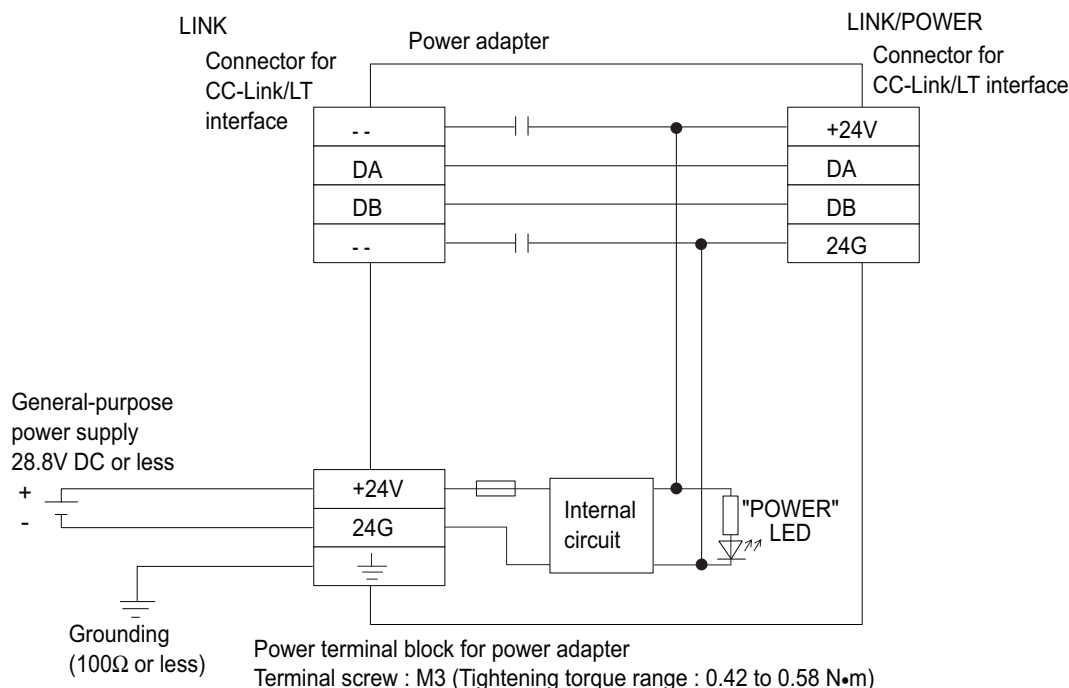 LINK
LINK/POWER
Power adapter
Connector for
CC-Link/LT
interface
Connector for
CC-Link/LT interface
- -
DA
DB
- -
+24V
DA
DB
24G
General-purpose
power supply
28.8V DC or less
+
-
+24V
24G
Internal
circuit
"POWER"
LED
Grounding
(100Ω or less)
Power terminal block for power adapter
Terminal screw : M3 (Tightening torque range : 0.42 to 0.58 N•m)